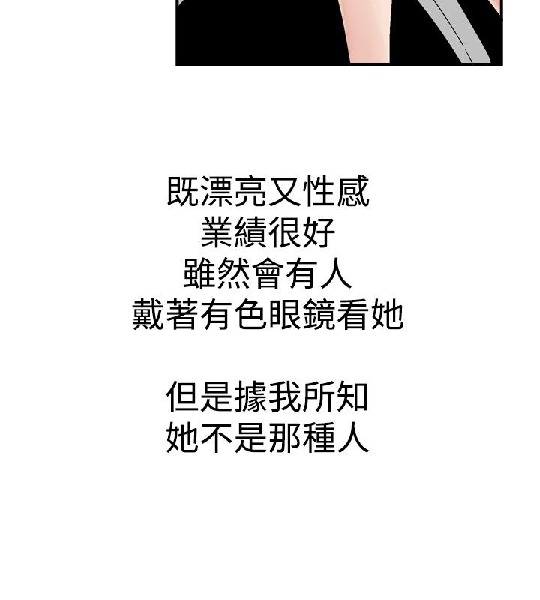 既漂亮又性感
業績很好
雖然會有人
戴著有色眼鏡看她
但是據我所知
她不是那種人